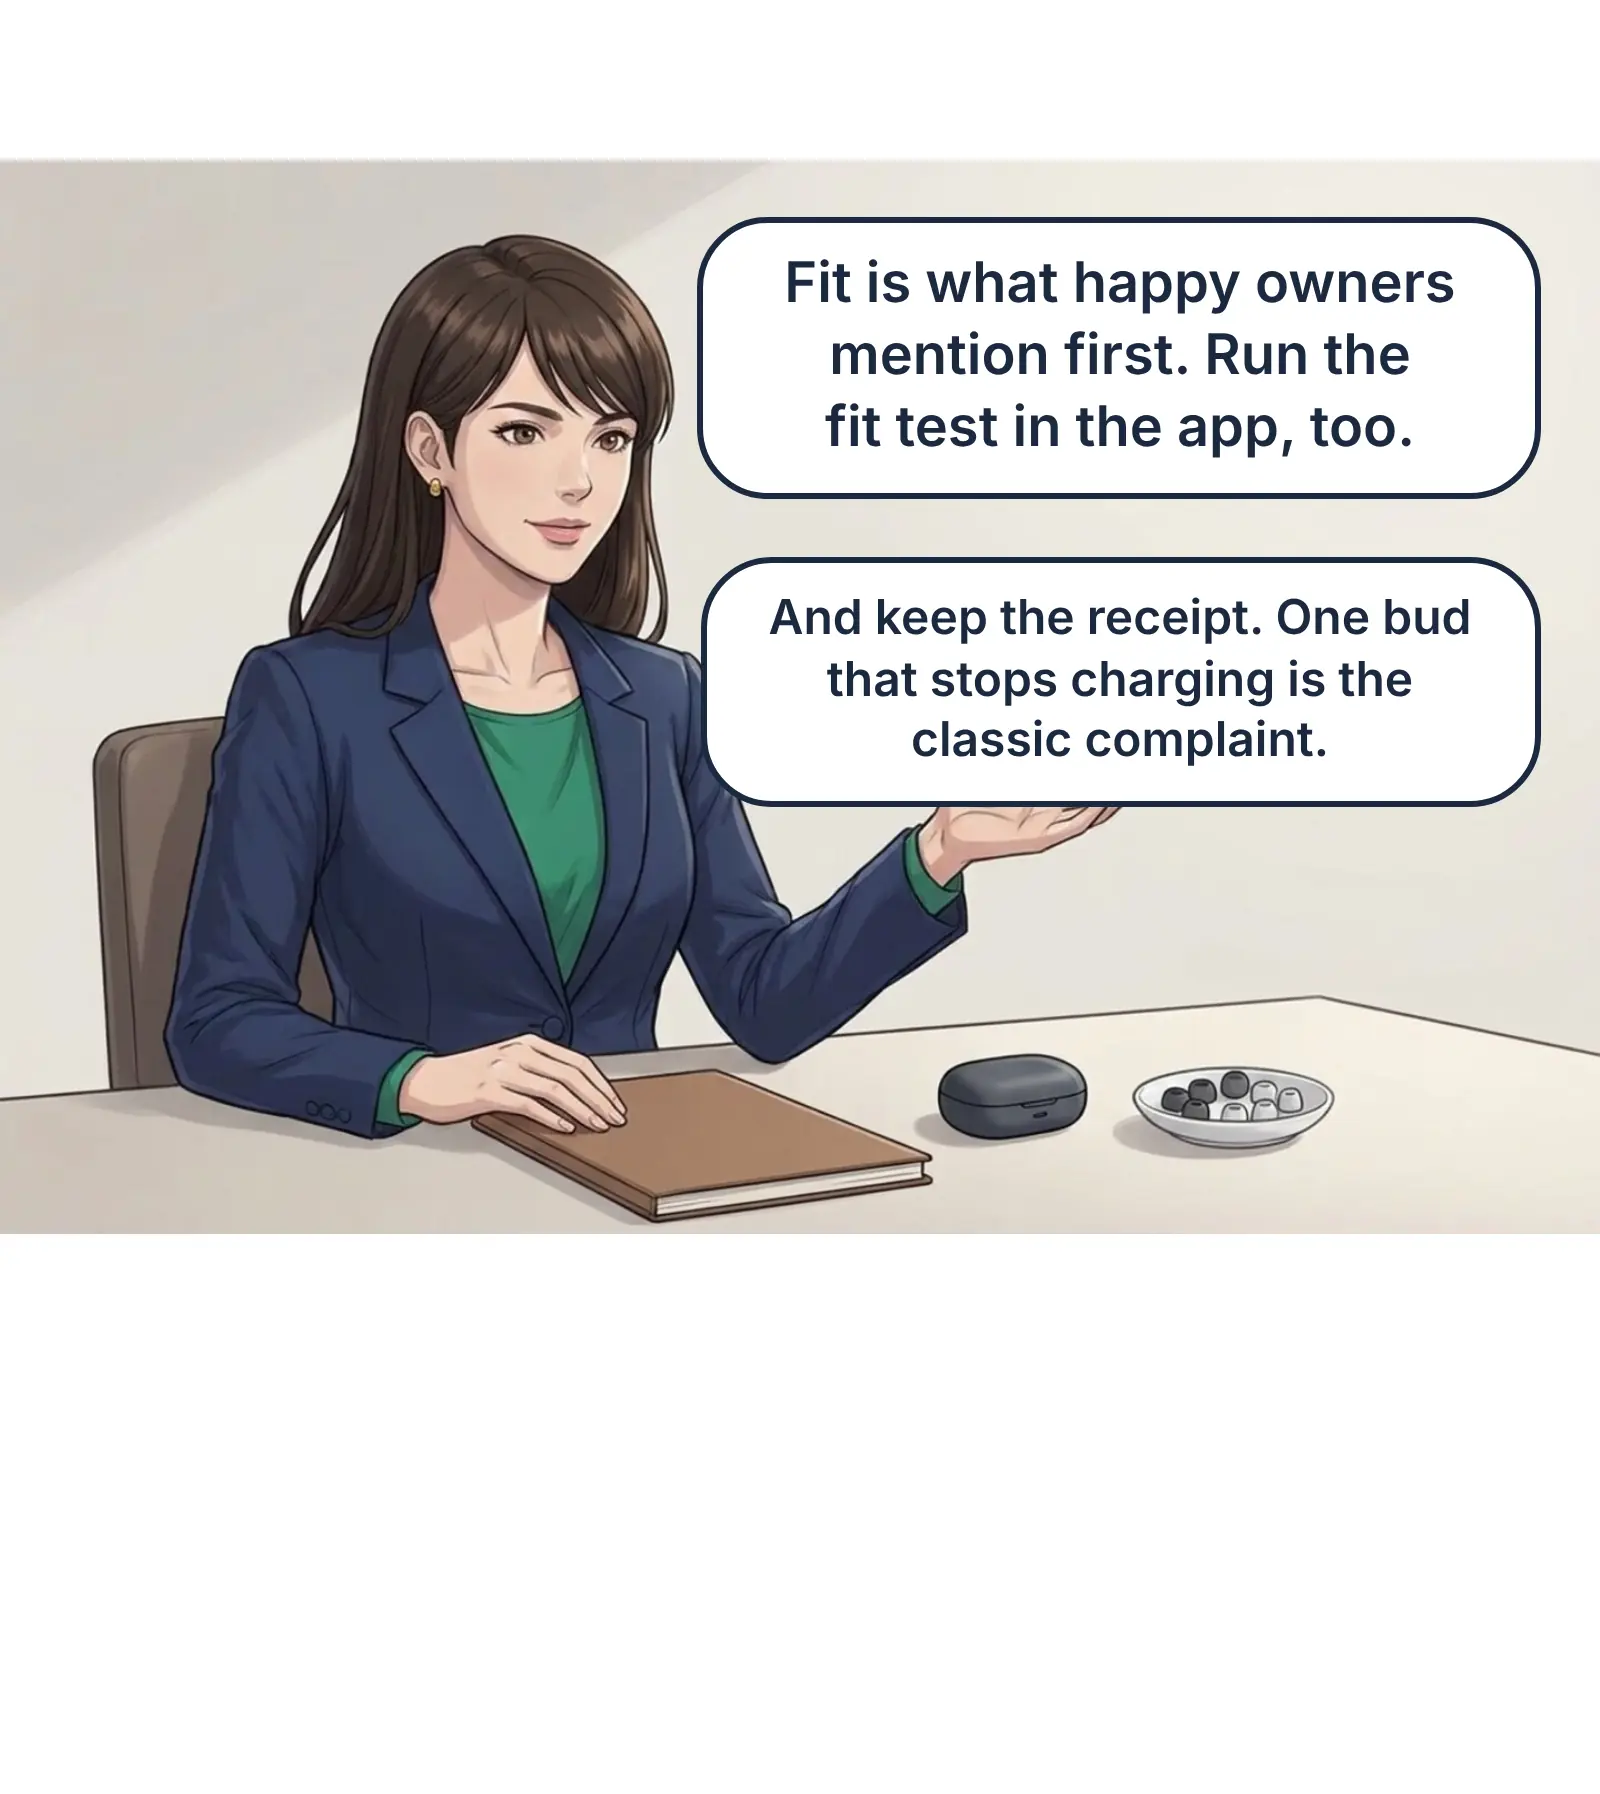 Fit is what happy owners
mention first. Run the
fit test in the app, too.
And keep the receipt. One bud
that stops charging is the
classic complaint.